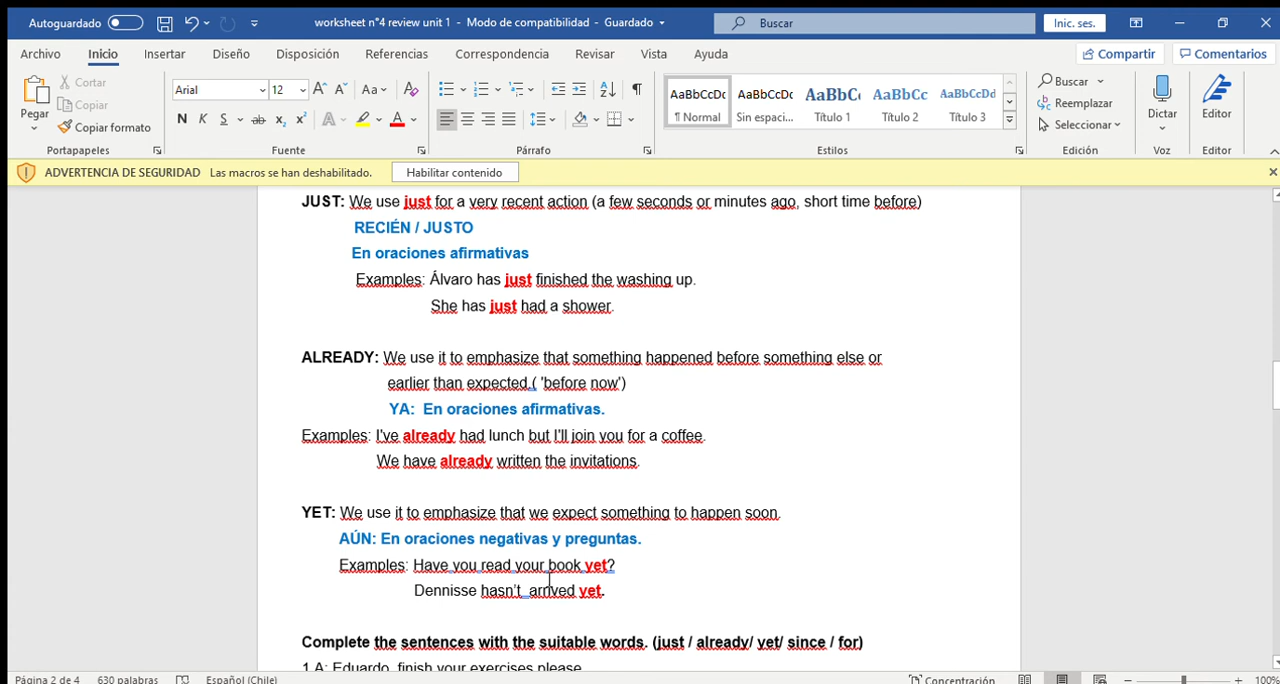 Autoguardado worksheet n°4 review unit 1 - Modo de compatibilidad - Guardado Buscar Inic. ses.
Archivo Inicio Insertar Diseño Disposición Referencias Correspondencia Revisar Vista Ayuda Compartir Comentarios
Pegar Cortar Copiar Copiar formato
Arial 12 A^ Aˇ Aa
N K S ab x₂ x² A A
AaBbCcDc AaBbCcDc AaBbC AaBbCc AaBbCcDd
¶ Normal Sin espaci... Título 1 Título 2 Título 3
Buscar Reemplazar Seleccionar
Dictar Editor
Portapapeles Fuente Párrafo Estilos Edición Voz Editor
ADVERTENCIA DE SEGURIDAD Las macros se han deshabilitado. Habilitar contenido
JUST: We use just for a very recent action (a few seconds or minutes ago, short time before)
RECIÉN / JUSTO
En oraciones afirmativas
Examples: Álvaro has just finished the washing up.
She has just had a shower.
ALREADY: We use it to emphasize that something happened before something else or
earlier than expected.( 'before now')
YA: En oraciones afirmativas.
Examples: I've already had lunch but I'll join you for a coffee.
We have already written the invitations.
YET: We use it to emphasize that we expect something to happen soon.
AÚN: En oraciones negativas y preguntas.
Examples: Have you read your book yet?
Dennisse hasn't arrived yet.
Complete the sentences with the suitable words. (just / already/ yet/ since / for)
1.A: Eduardo, finish your exercises please.
Página 2 de 4 630 palabras Español (Chile) Concentración 100%